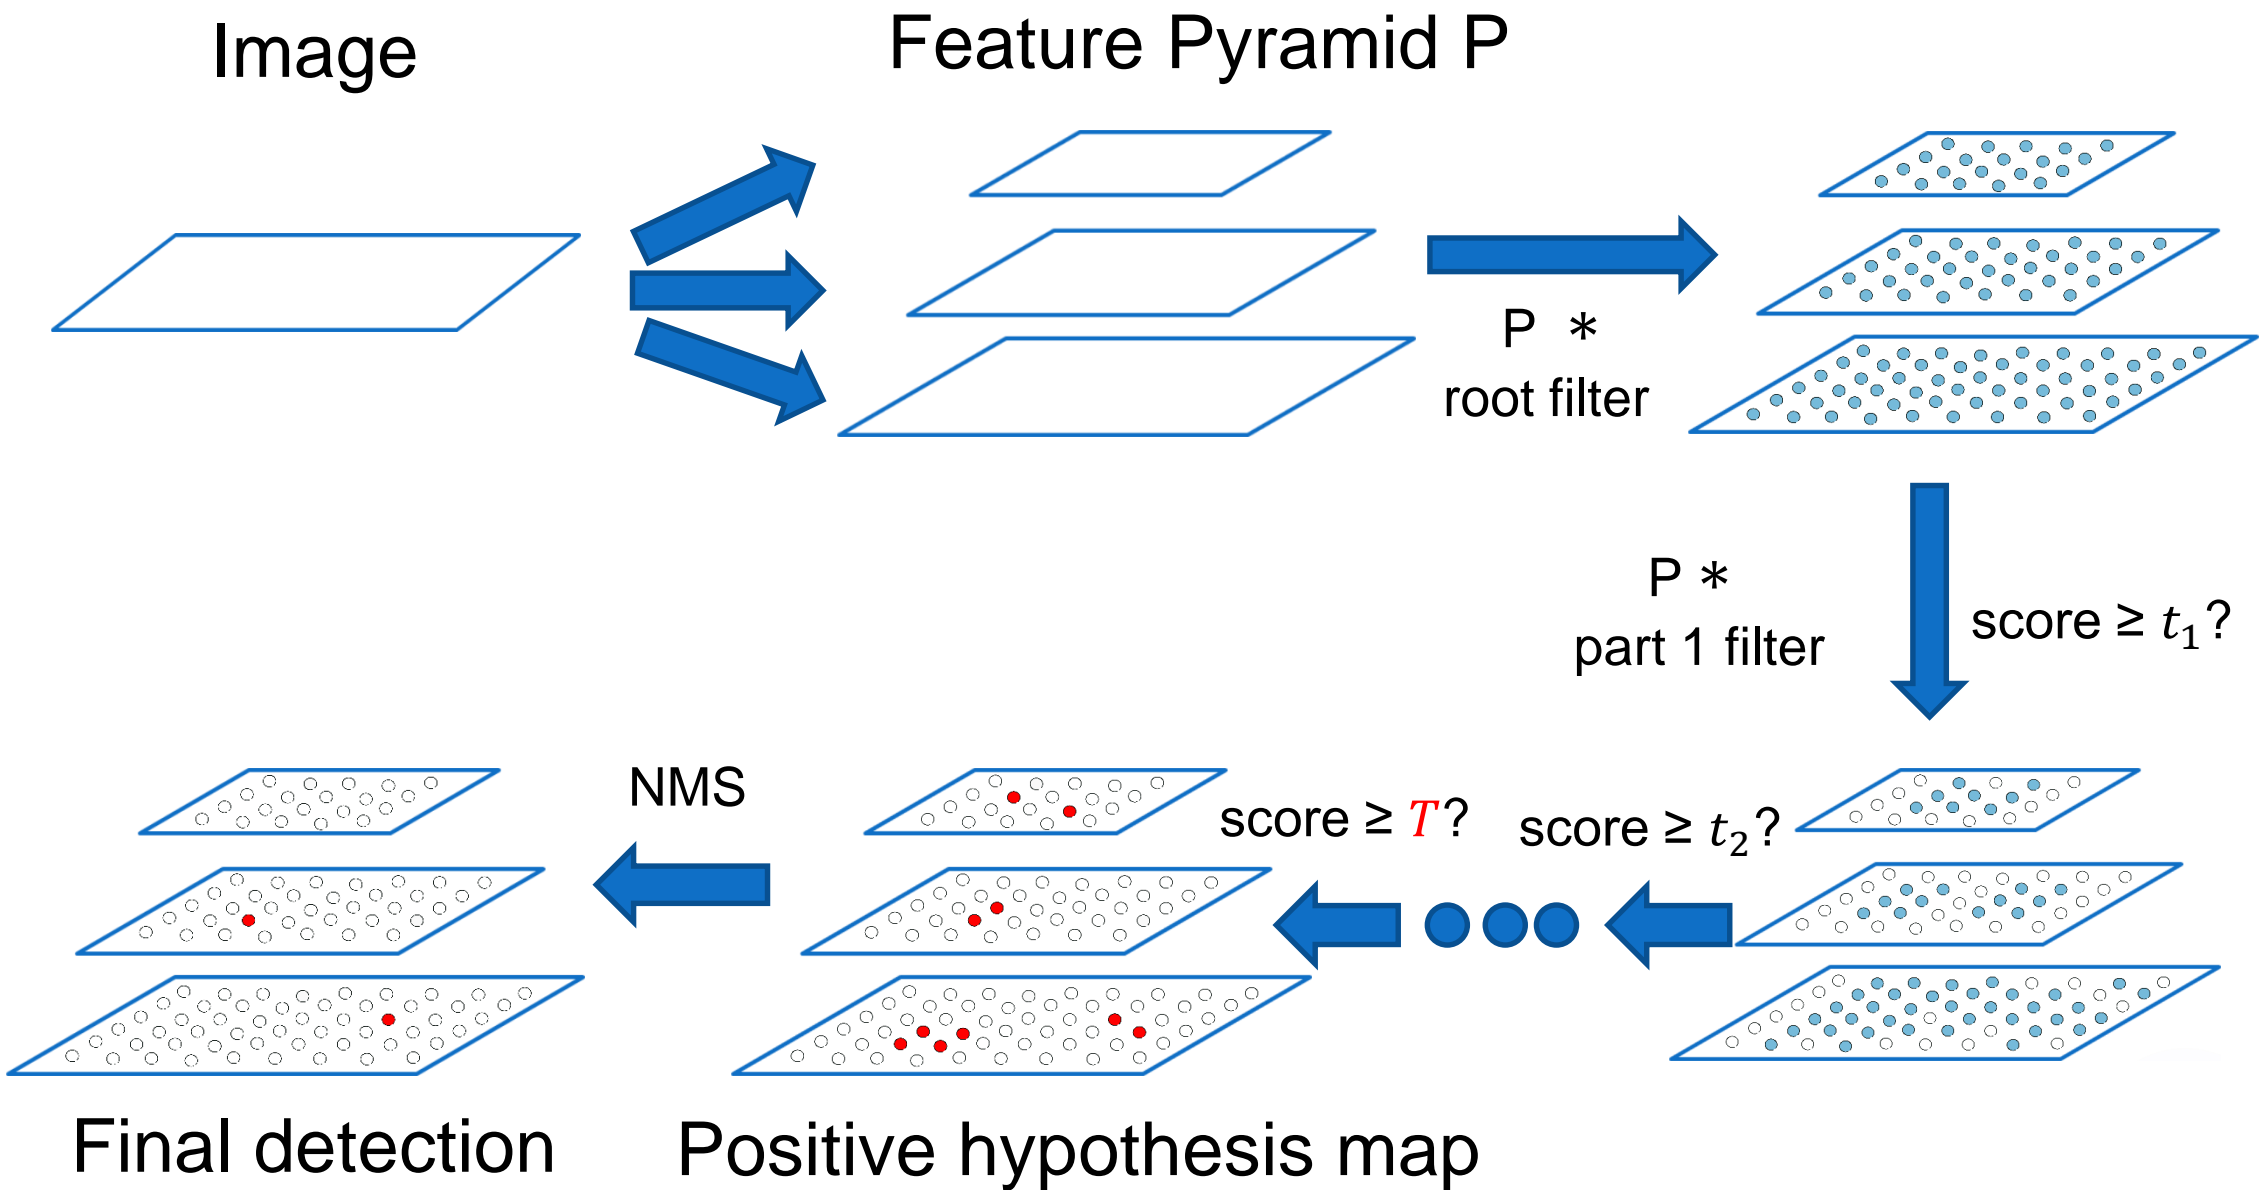 Image
Feature Pyramid P
P *
root filter
P *
part 1 filter
score ≥ t₁?
score ≥ t₂?
score ≥ T?
NMS
Final detection
Positive hypothesis map